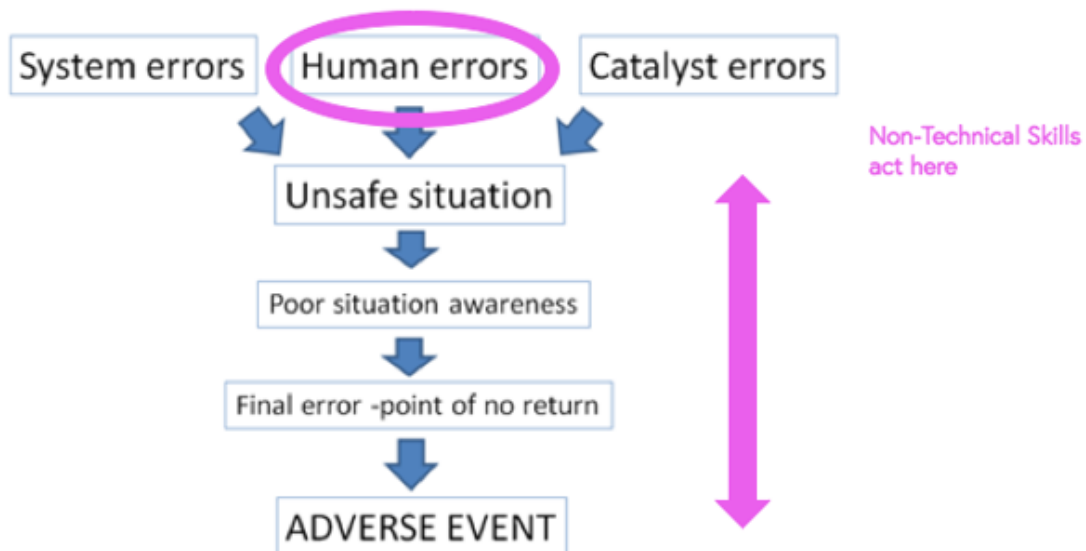 System errors
Human errors
Catalyst errors
Non-Technical Skills
act here
Unsafe situation
Poor situation awareness
Final error -point of no return
ADVERSE EVENT